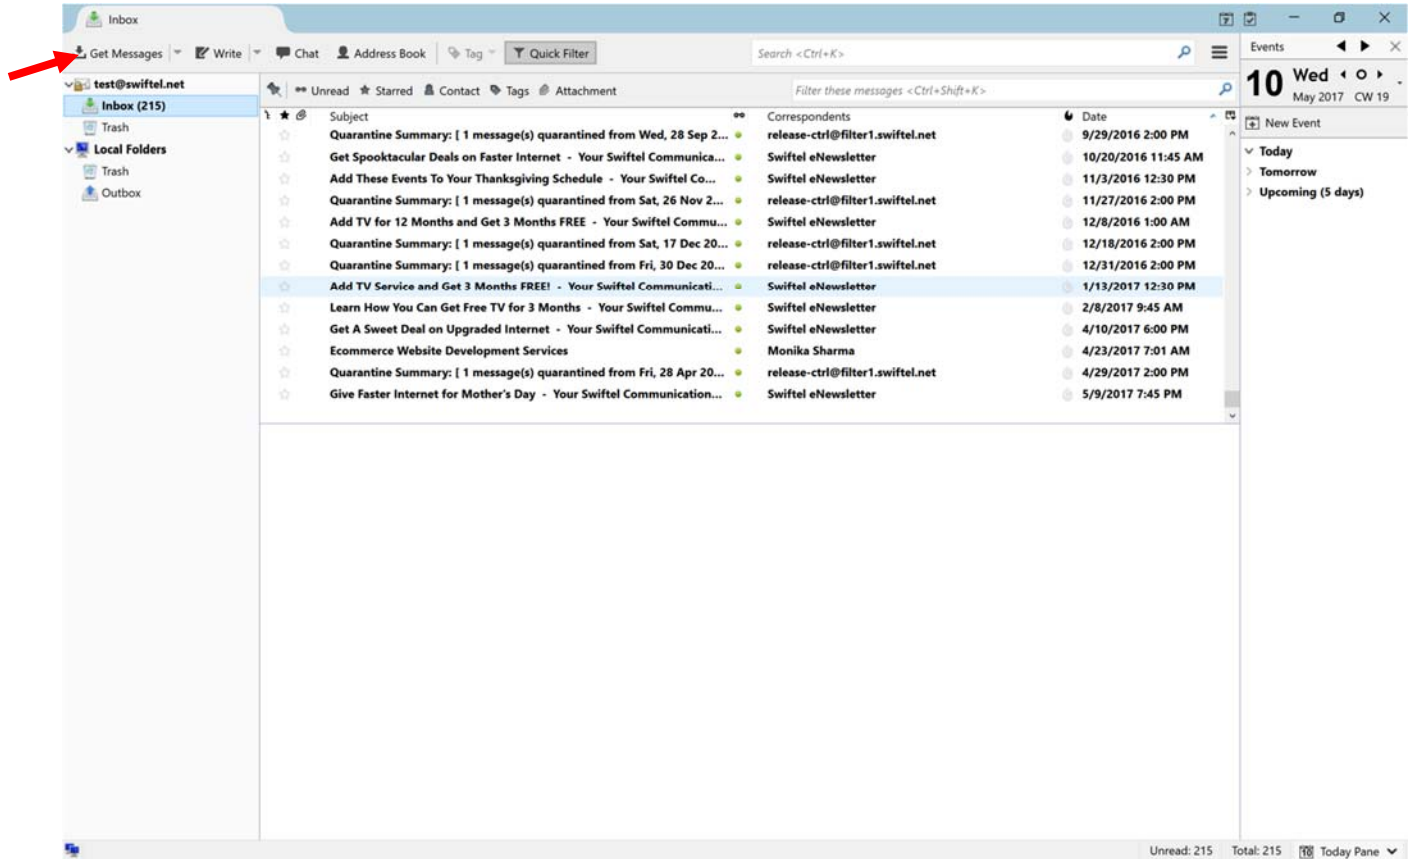 Inbox
Get Messages Write Chat Address Book Tag Quick Filter Search <Ctrl+K> Events
test@swiftel.net Unread Starred Contact Tags Attachment Filter these messages <Ctrl+Shift+K> 10 Wed
May 2017 CW 19
Inbox (215)
Subject Correspondents Date
New Event
Trash Quarantine Summary: [ 1 message(s) quarantined from Wed, 28 Sep 2... release-ctrl@filter1.swiftel.net 9/29/2016 2:00 PM
Local Folders Get Spooktacular Deals on Faster Internet - Your Swiftel Communica... Swiftel eNewsletter 10/20/2016 11:45 AM Today
Trash Add These Events To Your Thanksgiving Schedule - Your Swiftel Co... Swiftel eNewsletter 11/3/2016 12:30 PM Tomorrow
Outbox Quarantine Summary: [ 1 message(s) quarantined from Sat, 26 Nov 2... release-ctrl@filter1.swiftel.net 11/27/2016 2:00 PM Upcoming (5 days)
Add TV for 12 Months and Get 3 Months FREE - Your Swiftel Commu... Swiftel eNewsletter 12/8/2016 1:00 AM
Quarantine Summary: [ 1 message(s) quarantined from Sat, 17 Dec 20... release-ctrl@filter1.swiftel.net 12/18/2016 2:00 PM
Quarantine Summary: [ 1 message(s) quarantined from Fri, 30 Dec 20... release-ctrl@filter1.swiftel.net 12/31/2016 2:00 PM
Add TV Service and Get 3 Months FREE! - Your Swiftel Communicati... Swiftel eNewsletter 1/13/2017 12:30 PM
Learn How You Can Get Free TV for 3 Months - Your Swiftel Commu... Swiftel eNewsletter 2/8/2017 9:45 AM
Get A Sweet Deal on Upgraded Internet - Your Swiftel Communicati... Swiftel eNewsletter 4/10/2017 6:00 PM
Ecommerce Website Development Services Monika Sharma 4/23/2017 7:01 AM
Quarantine Summary: [ 1 message(s) quarantined from Fri, 28 Apr 20... release-ctrl@filter1.swiftel.net 4/29/2017 2:00 PM
Give Faster Internet for Mother's Day - Your Swiftel Communication... Swiftel eNewsletter 5/9/2017 7:45 PM
Unread: 215 Total: 215 10 Today Pane